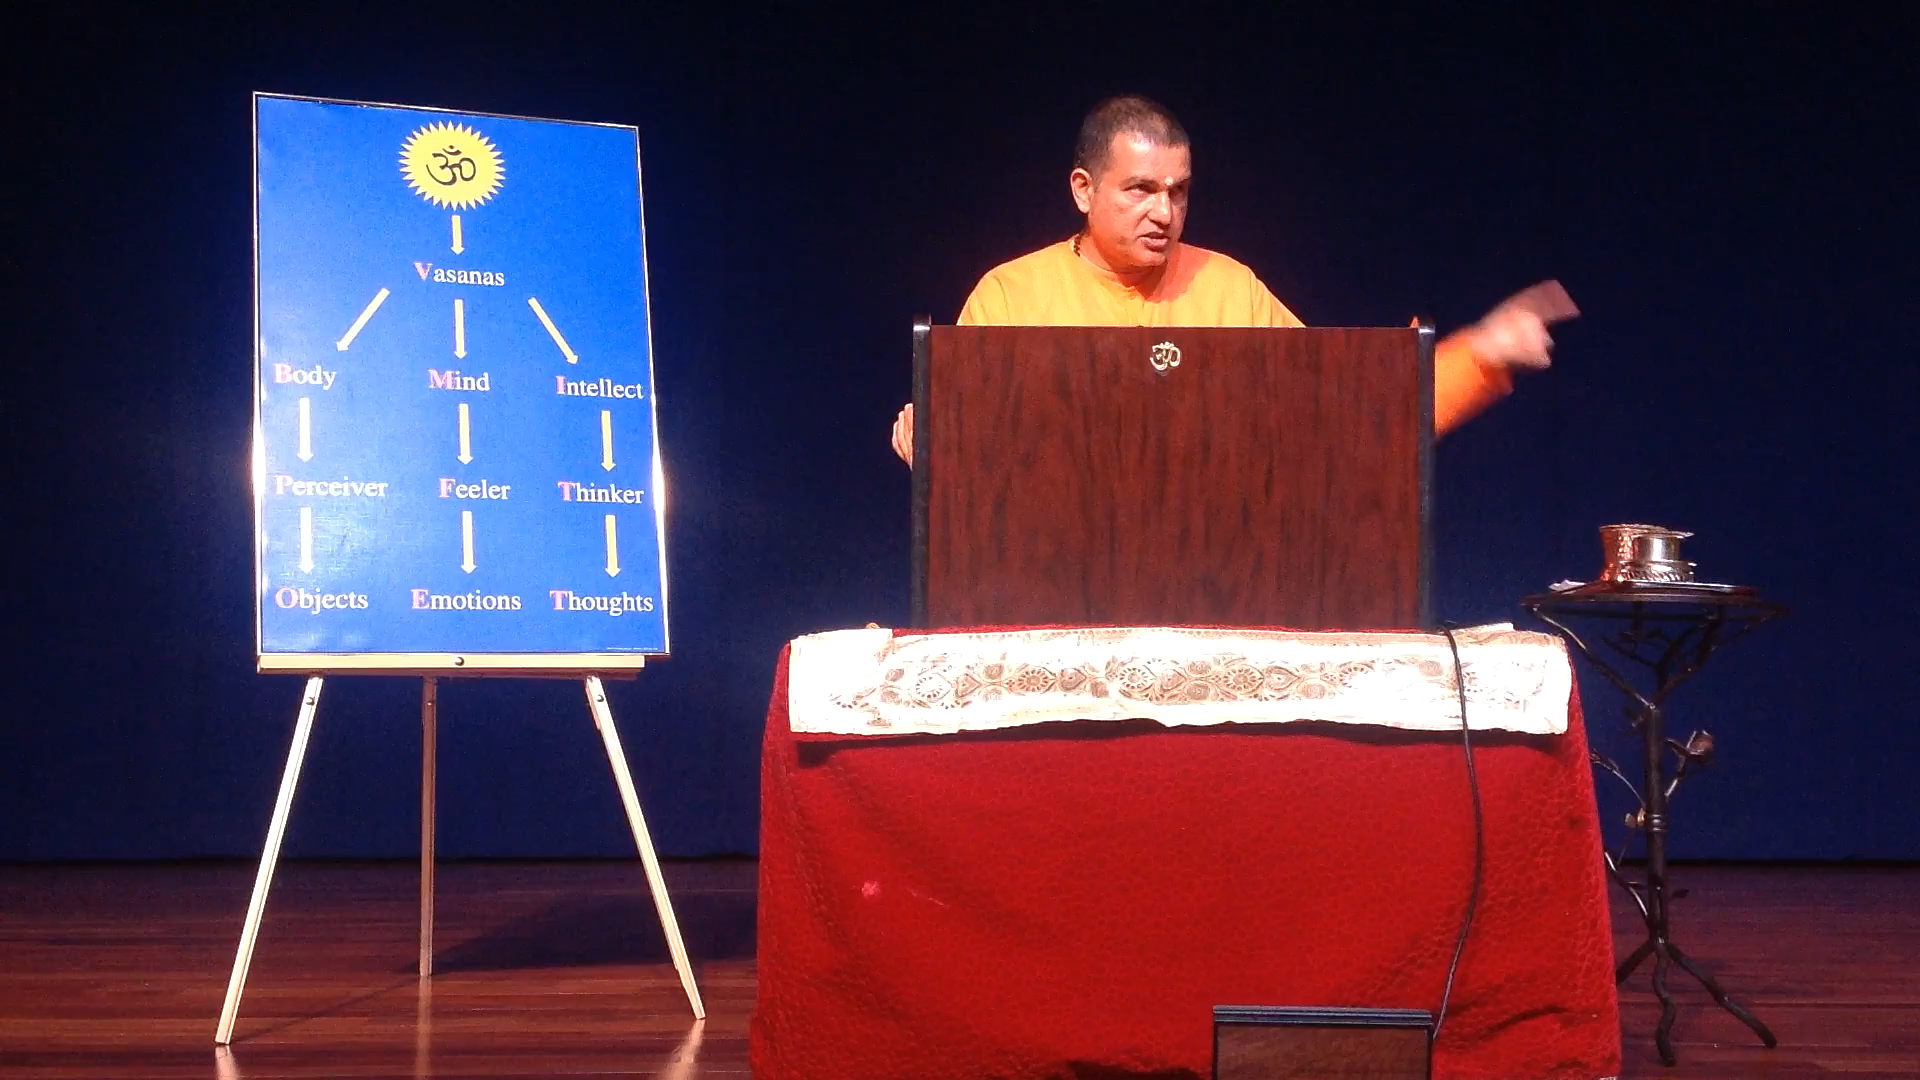 ॐ
Vasanas
Body Mind Intellect
Perceiver Feeler Thinker
Objects Emotions Thoughts
ॐ